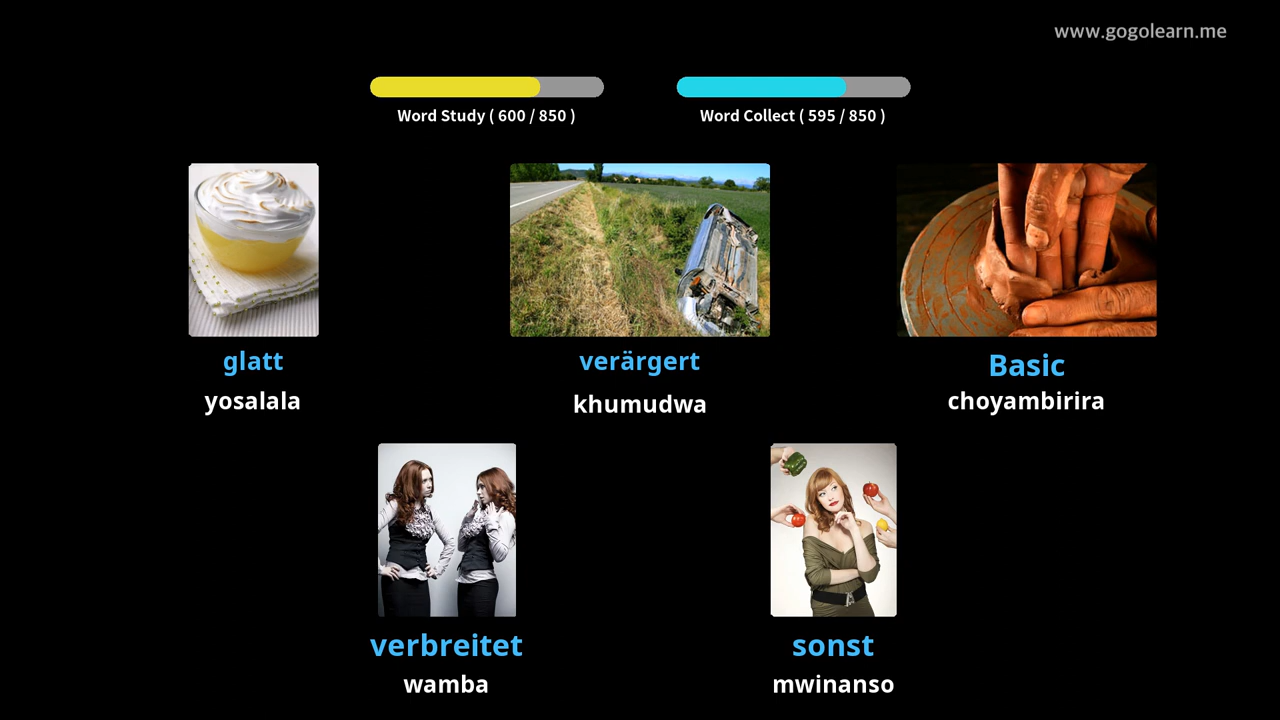 www.gogolearn.me
Word Study ( 600 / 850 )
Word Collect ( 595 / 850 )
glatt
yosalala
verärgert
khumudwa
Basic
choyambirira
verbreitet
wamba
sonst
mwinanso